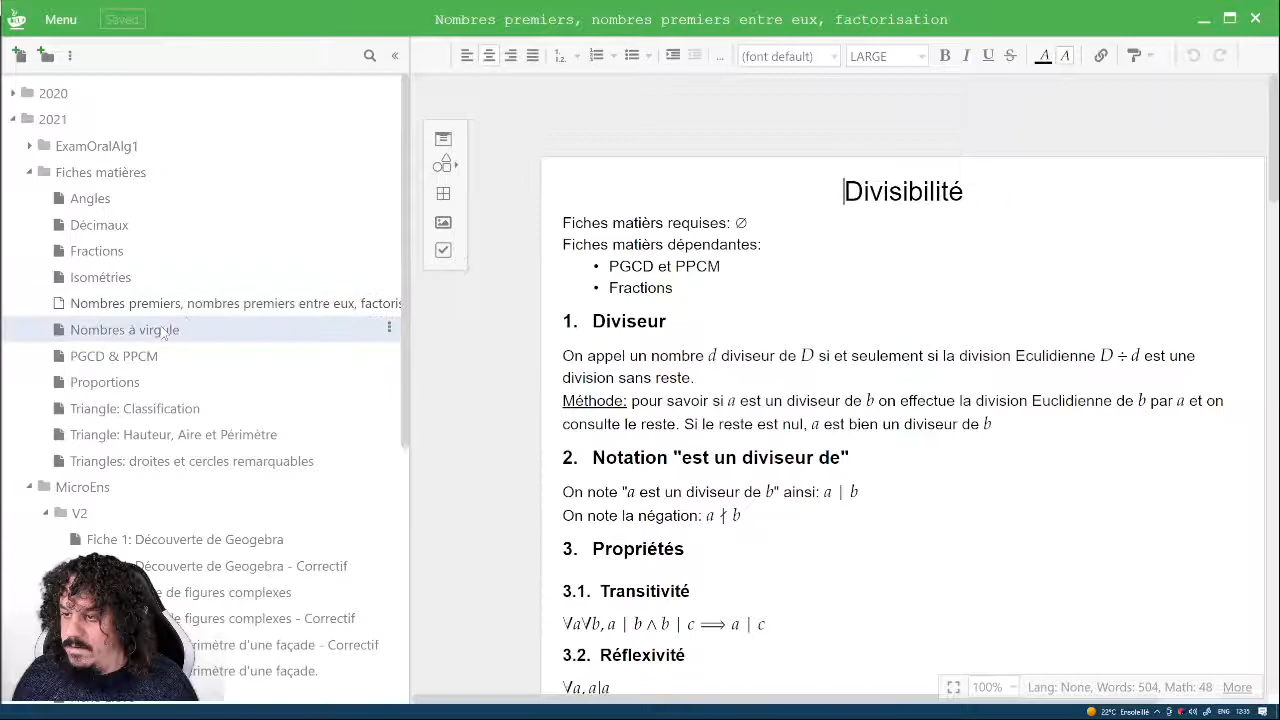 Menu
Saved
Nombres premiers, nombres premiers entre eux, factorisation
(font default)
LARGE
B I U S A A
2020
2021
ExamOralAlg1
Fiches matières
Angles
Décimaux
Fractions
Isométries
Nombres premiers, nombres premiers entre eux, factoris
Nombres à virgule
PGCD & PPCM
Proportions
Triangle: Classification
Triangle: Hauteur, Aire et Périmètre
Triangles: droites et cercles remarquables
MicroEns
V2
Fiche 1: Découverte de Geogebra
Découverte de Geogebra - Correctif
e de figures complexes
de figures complexes - Correctif
rimètre d'une façade - Correctif
rimètre d'une façade.
Divisibilité
Fiches matièrs requises: ∅
Fiches matièrs dépendantes:
• PGCD et PPCM
• Fractions
1. Diviseur
On appel un nombre d diviseur de D si et seulement si la division Eculidienne D ÷ d est une
division sans reste.
Méthode: pour savoir si a est un diviseur de b on effectue la division Euclidienne de b par a et on
consulte le reste. Si le reste est nul, a est bien un diviseur de b
2. Notation "est un diviseur de"
On note "a est un diviseur de b" ainsi: a | b
On note la négation: a ∤ b
3. Propriétés
3.1. Transitivité
∀a∀b, a | b ∧ b | c ⟹ a | c
3.2. Réflexivité
∀a, a|a
100%
Lang: None, Words: 504, Math: 48 More
22°C Ensoleillé
ENG
12:35